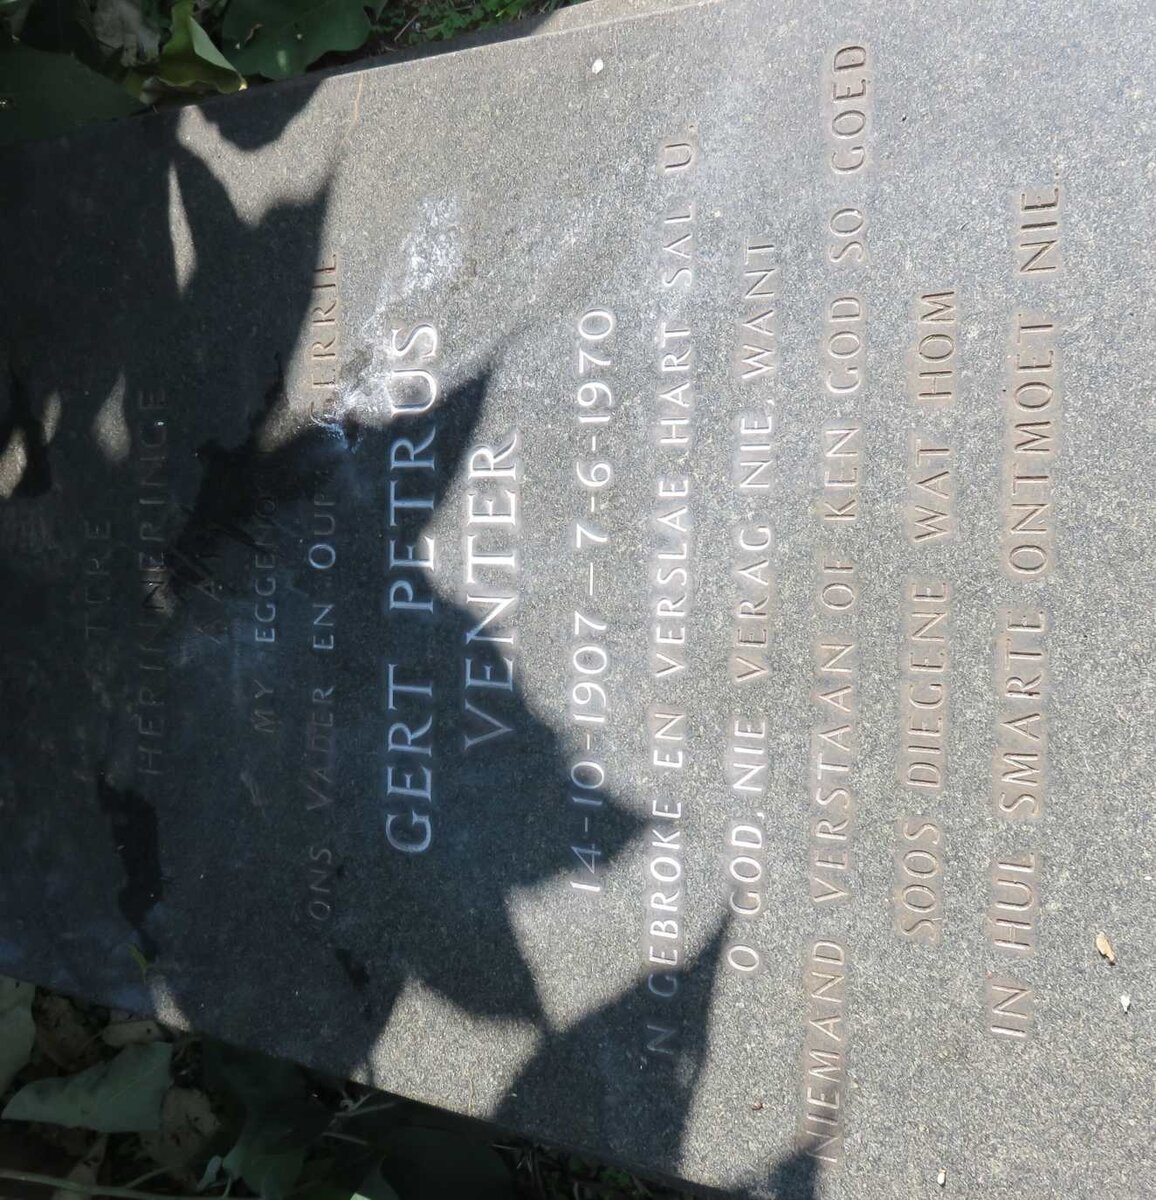 TERE
HERINNERINGE
AAN
MY EGGENOOT
ONS VADER EN OUPA GERRIE
GERT PETRUS
VENTER
14-10-1907 — 7-6-1970
'N GEBROKE EN VERSLAE HART SAL U,
O GOD, NIE VERAG NIE, WANT
NIEMAND VERSTAAN OF KEN GOD SO GOED
SOOS DIEGENE WAT HOM
IN HUL SMARTE ONTMOET NIE.